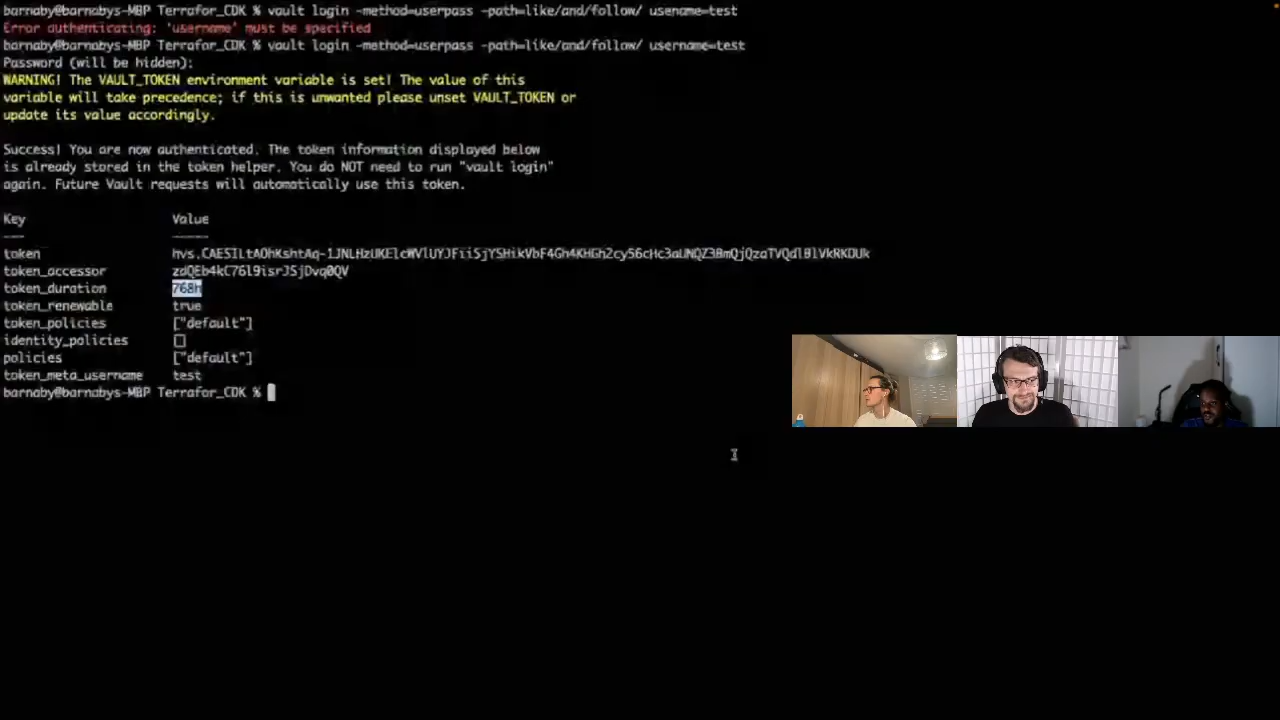 barnaby@barnabys-MBP Terrafor_CDK % vault login -method=userpass -path=like/and/follow/ usename=test
Error authenticating: 'username' must be specified
barnaby@barnabys-MBP Terrafor_CDK % vault login -method=userpass -path=like/and/follow/ username=test
Password (will be hidden):
WARNING! The VAULT_TOKEN environment variable is set! The value of this
variable will take precedence; if this is unwanted please unset VAULT_TOKEN or
update its value accordingly.
Success! You are now authenticated. The token information displayed below
is already stored in the token helper. You do NOT need to run "vault login"
again. Future Vault requests will automatically use this token.
Key Value
--- -----
token
token_accessor
token_duration 768h
token_renewable true
token_policies ["default"]
identity_policies []
policies ["default"]
token_meta_username test
barnaby@barnabys-MBP Terrafor_CDK %